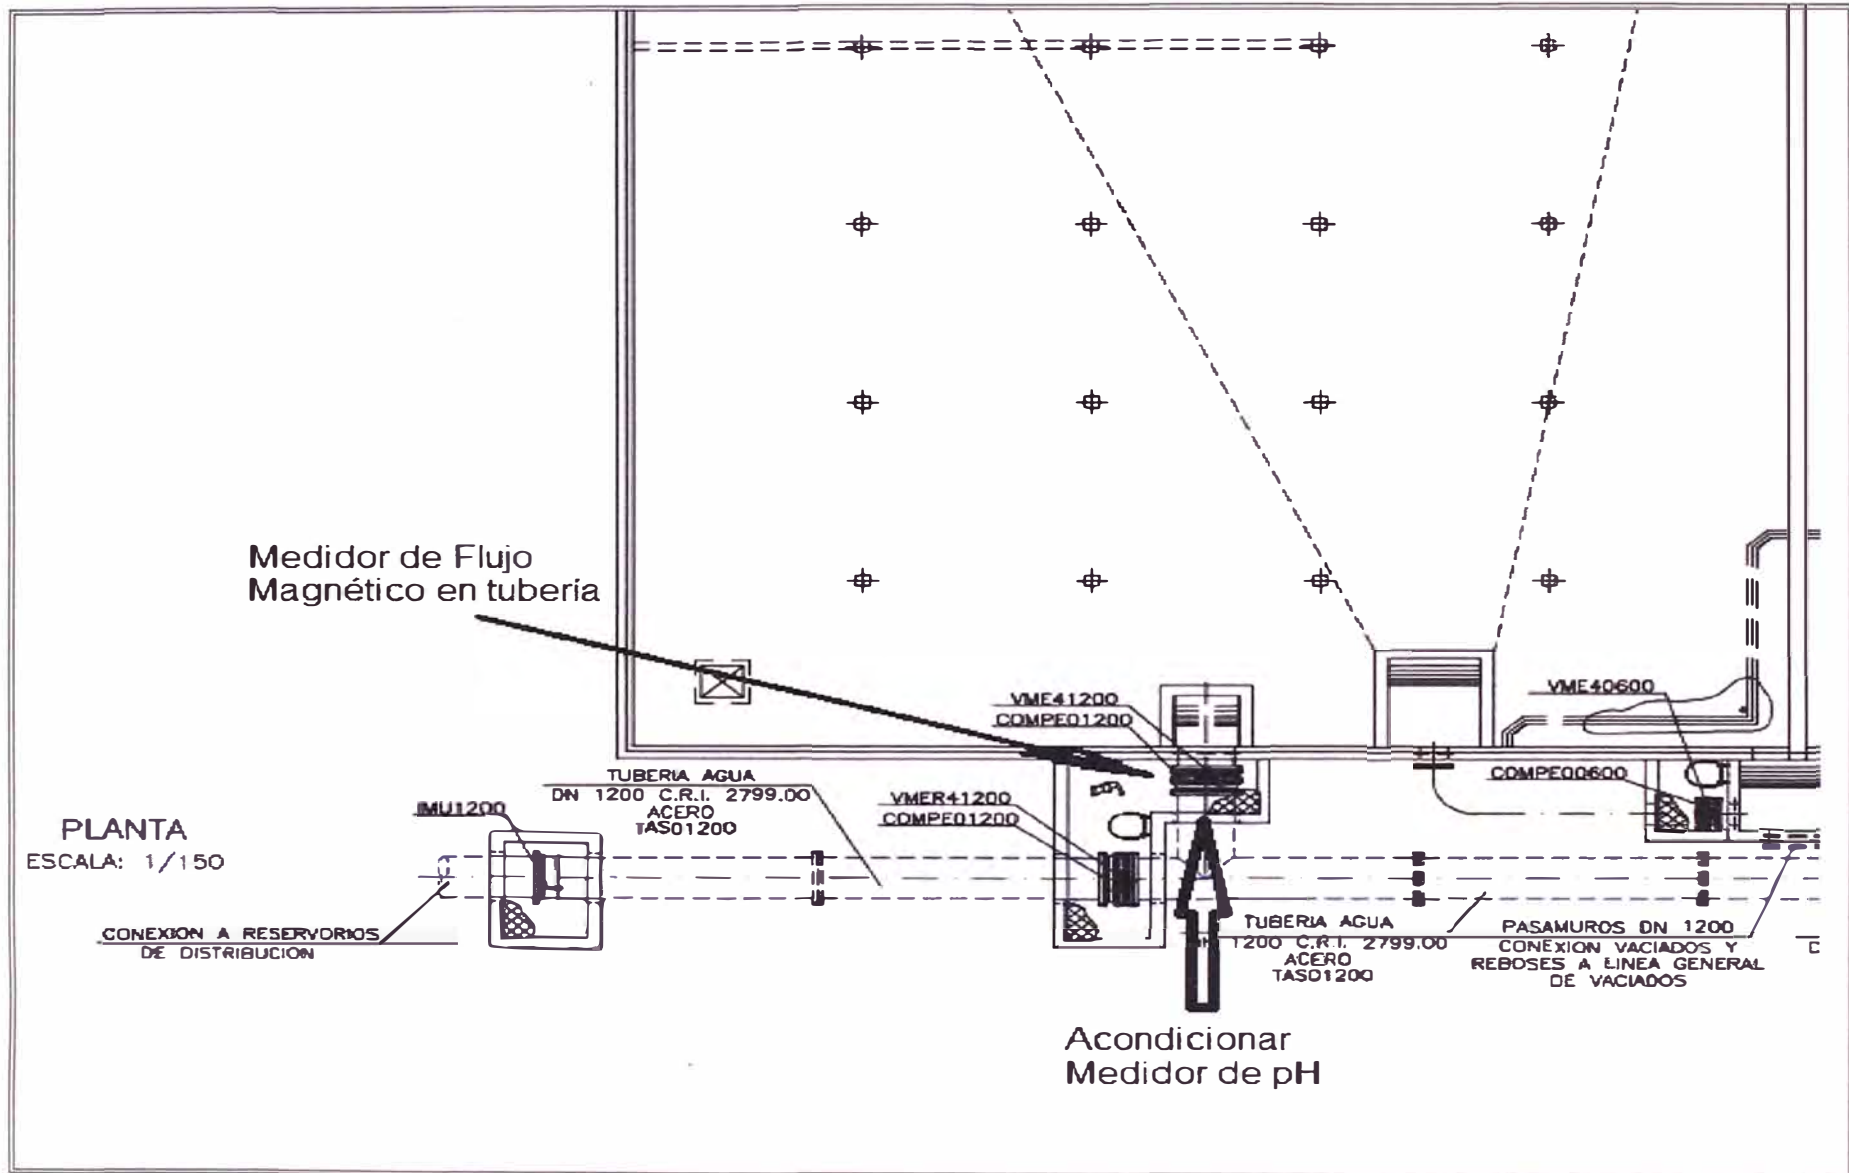 Medidor de Flujo
Magnético en tubería
VME41200
COMPE01200
VME40600
COMPE00600
TUBERIA AGUA
DN 1200 C.R.I. 2799.00
ACERO
TAS01200
IMU1200
VMER41200
COMPE01200
PLANTA
ESCALA: 1/150
CONEXION A RESERVORIOS
DE DISTRIBUCION
TUBERIA AGUA
1200 C.R.I. 2799.00
ACERO
TAS01200
PASAMUROS DN 1200
CONEXION VACIADOS Y
REBOSES A LINEA GENERAL
DE VACIADOS
Acondicionar
Medidor de pH